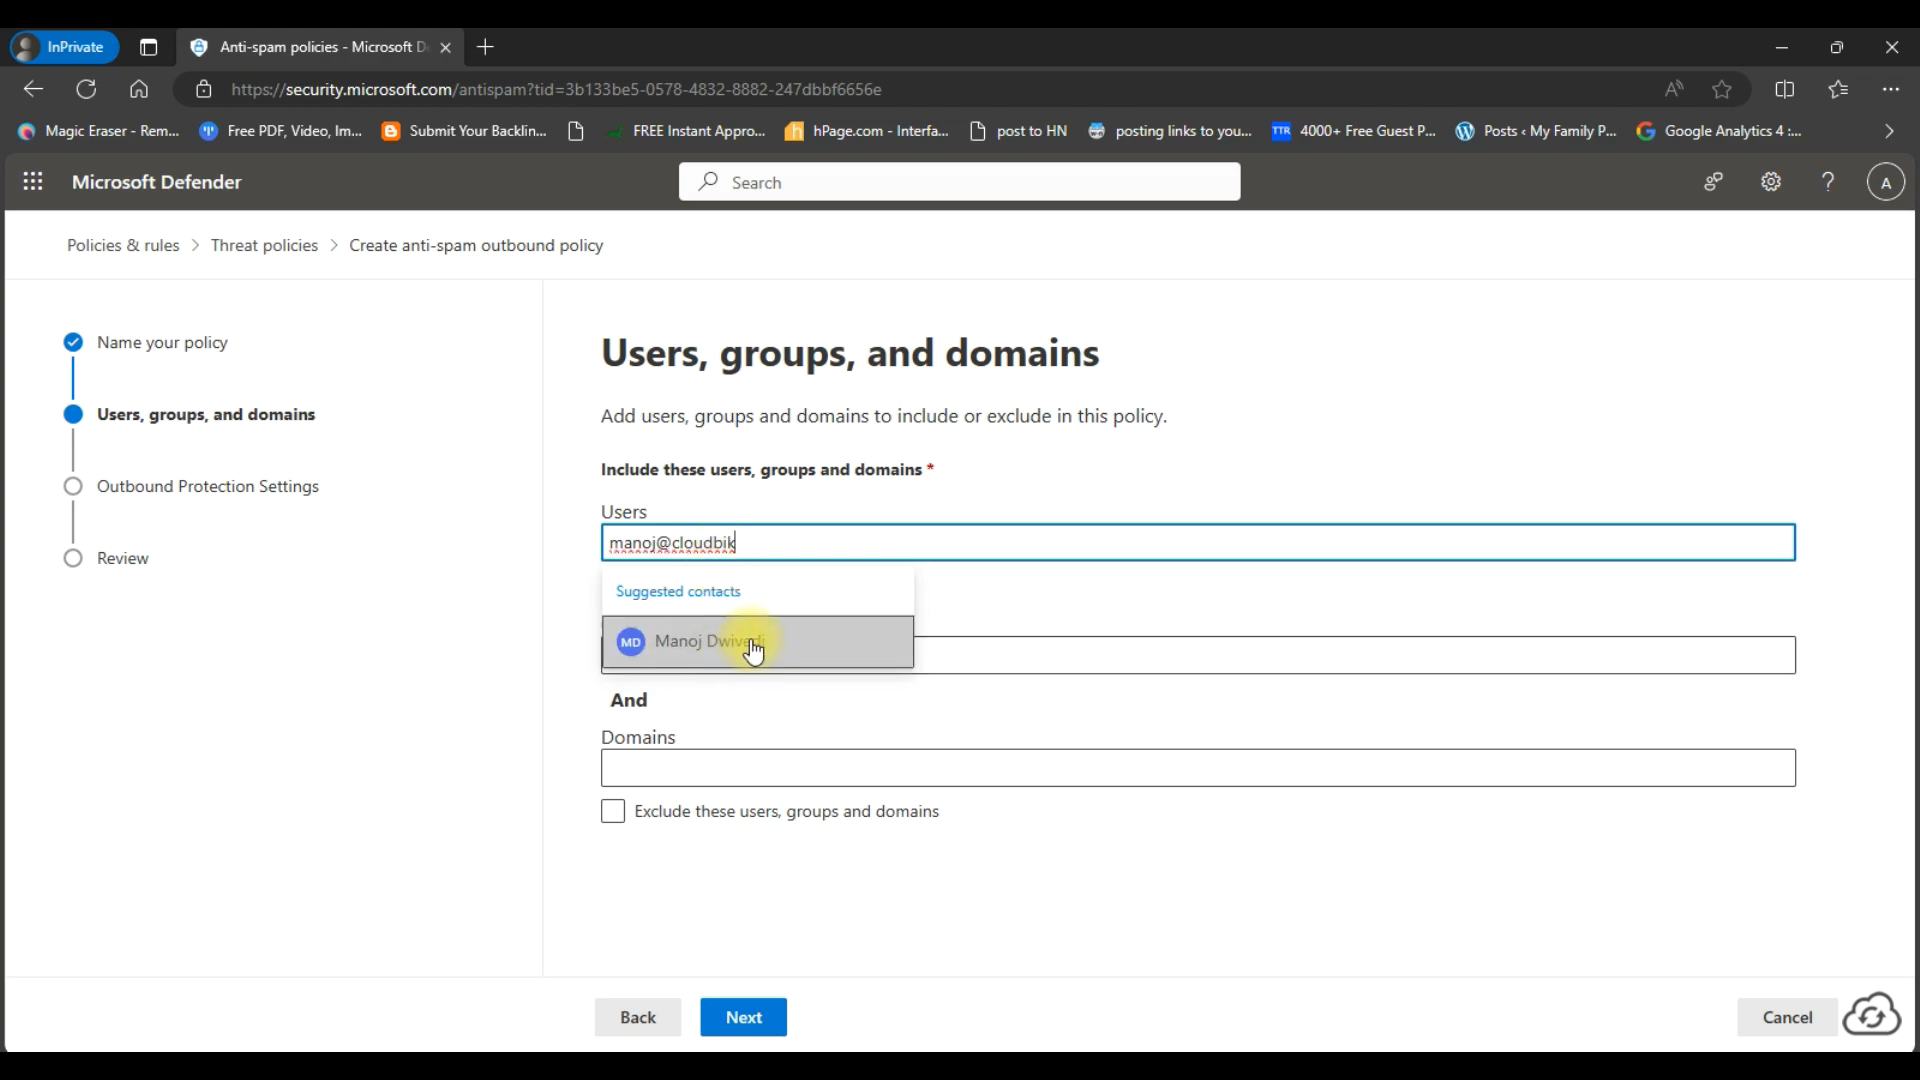 InPrivate
Anti-spam policies - Microsoft D
https://security.microsoft.com/antispam?tid=3b133be5-0578-4832-8882-247dbbf6656e
Magic Eraser - Rem... Free PDF, Video, Im... Submit Your Backlin... FREE Instant Appro... hPage.com - Interfa... post to HN posting links to you... TTR 4000+ Free Guest P... Posts ‹ My Family P... Google Analytics 4 :...
Microsoft Defender
Search
A
Policies & rules > Threat policies > Create anti-spam outbound policy
Name your policy
Users, groups, and domains
Outbound Protection Settings
Review
Users, groups, and domains
Add users, groups and domains to include or exclude in this policy.
Include these users, groups and domains *
Users
manoj@cloudbik
Suggested contacts
MD Manoj Dwivedi
And
Domains
Exclude these users, groups and domains
Back
Next
Cancel